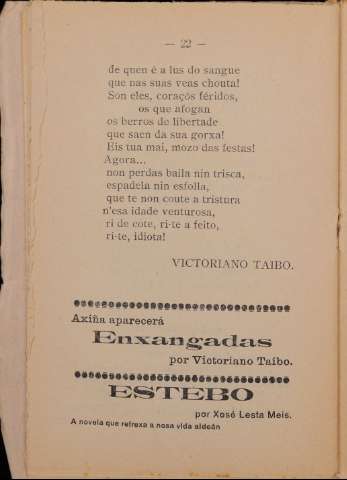 — 22 —
de quen é a lus do sangue
que nas suas veas chouta!
Son eles, coraçós féridos,
os que afogan
os berros de libertade
que saen da sua gorxa!
Eis tua mai, mozo das festas!
Agora...
non perdas baila nin trisca,
espadela nin esfolla,
que te non coute a tristura
n'esa idade venturosa,
ri de cote, ri-te a feito,
ri-te, idiota!
VICTORIANO TAIBO.
Axiña aparecerá
Enxangadas
por Victoriano Taibo.
ESTEBO
por Xosé Lesta Meis.
A novela que refrexa a nosa vida aldeán